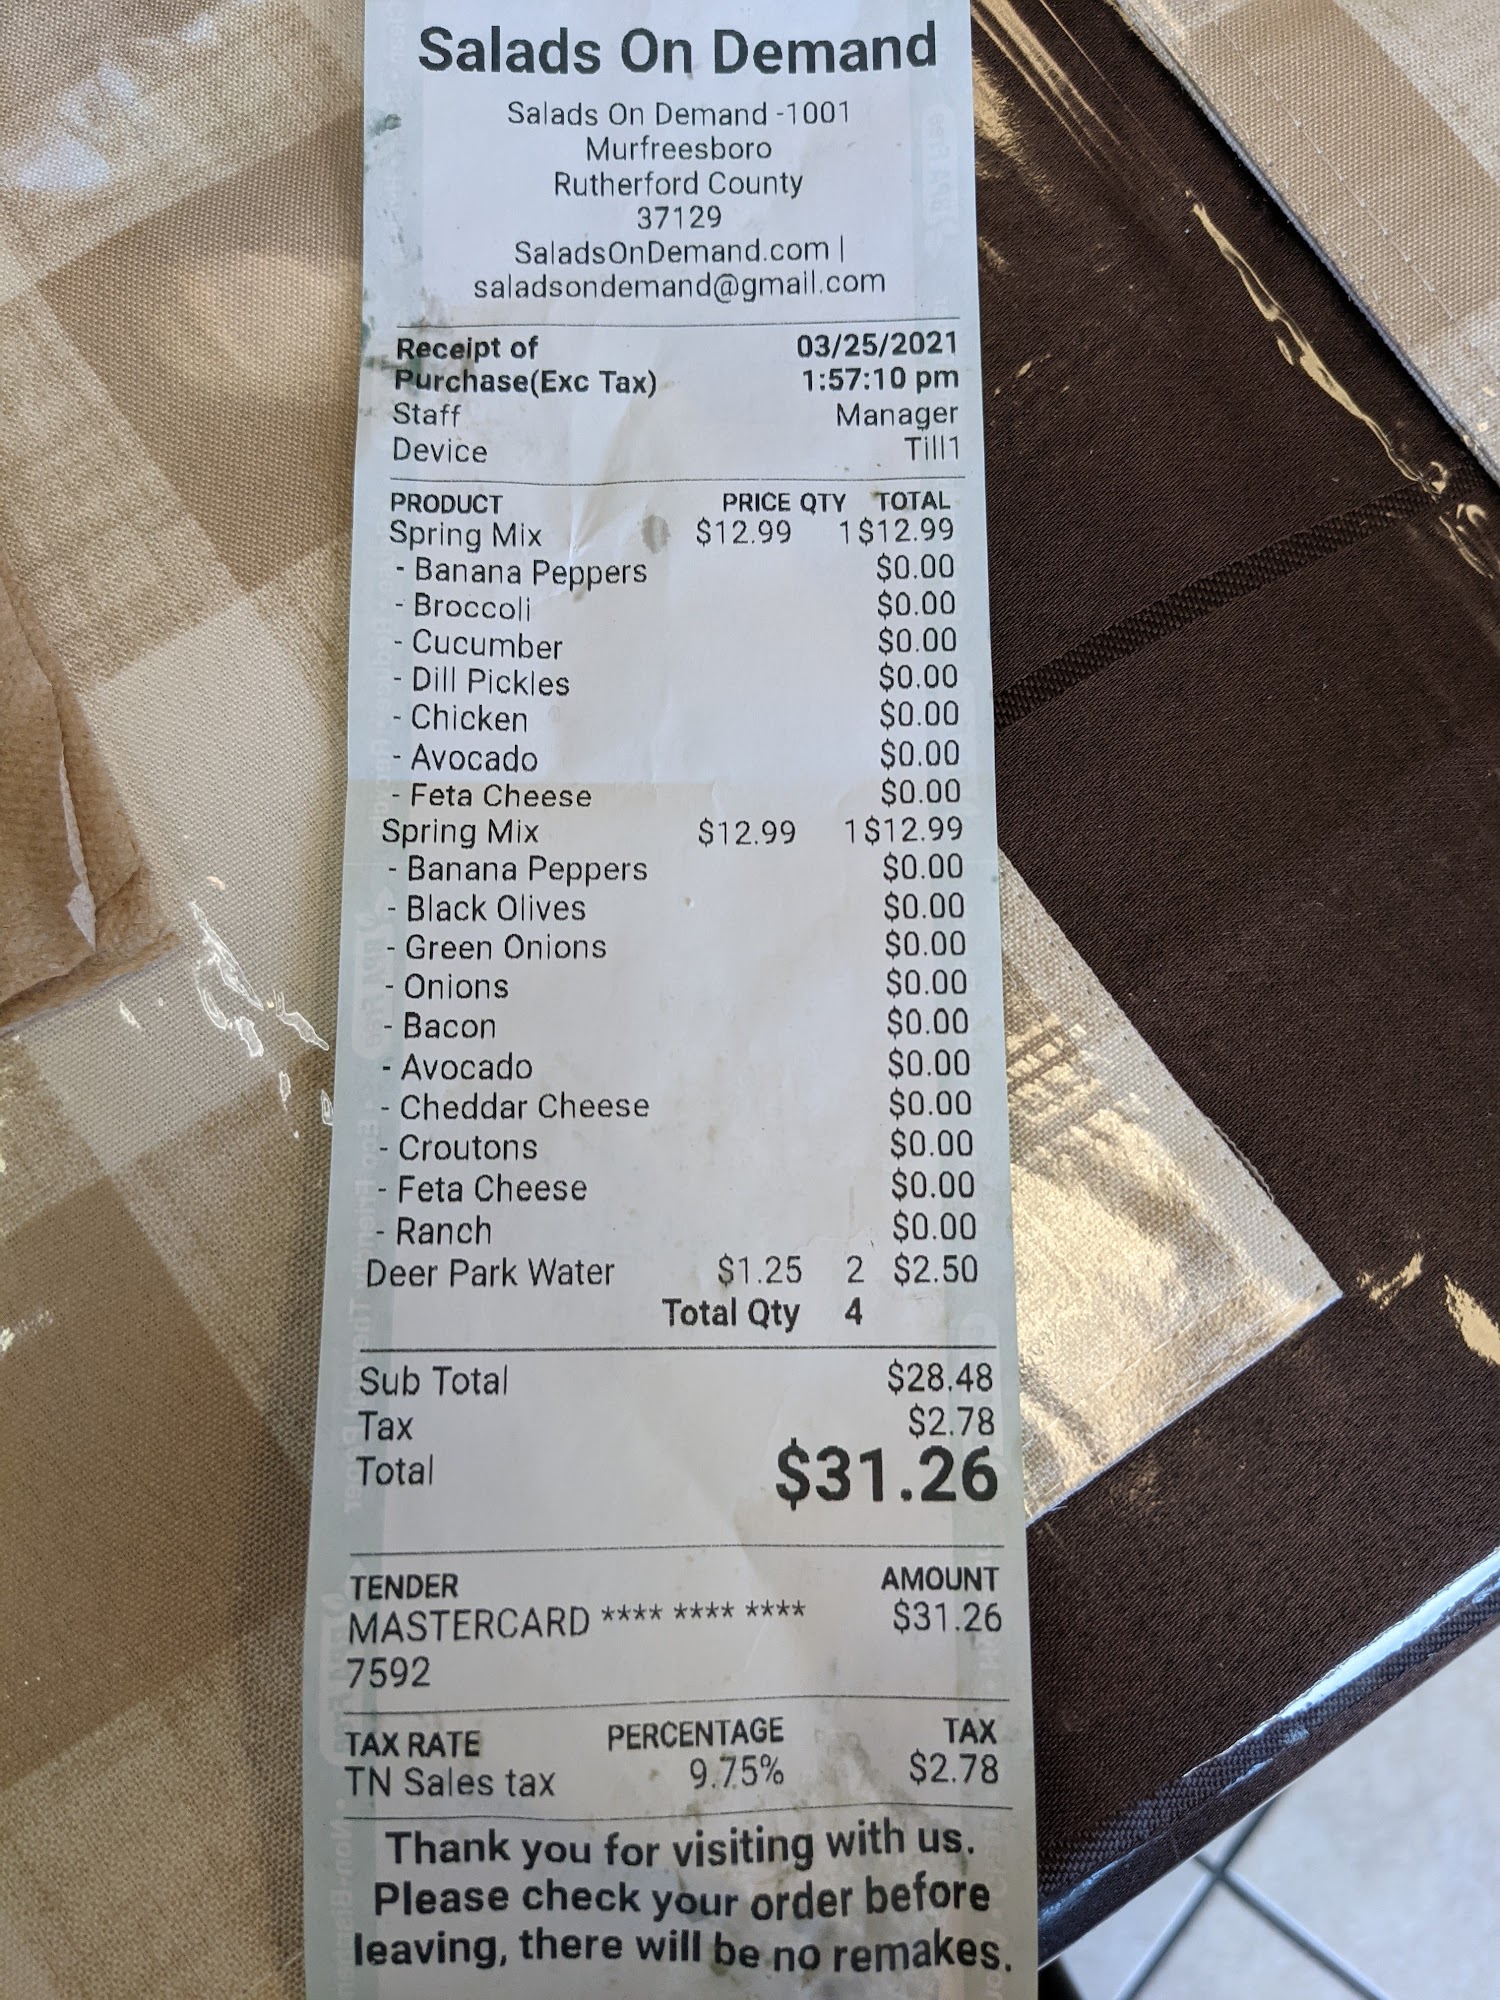 Salads On Demand
Salads On Demand -1001
Murfreesboro
Rutherford County
37129
SaladsOnDemand.com |
saladsondemand@gmail.com
Receipt of 03/25/2021
Purchase(Exc Tax) 1:57:10 pm
Staff Manager
Device Till1
PRODUCT PRICE QTY TOTAL
Spring Mix $12.99 1 $12.99
- Banana Peppers $0.00
- Broccoli $0.00
- Cucumber $0.00
- Dill Pickles $0.00
- Chicken $0.00
- Avocado $0.00
- Feta Cheese $0.00
Spring Mix $12.99 1 $12.99
- Banana Peppers $0.00
- Black Olives $0.00
- Green Onions $0.00
- Onions $0.00
- Bacon $0.00
- Avocado $0.00
- Cheddar Cheese $0.00
- Croutons $0.00
- Feta Cheese $0.00
- Ranch $0.00
Deer Park Water $1.25 2 $2.50
Total Qty 4
Sub Total $28.48
Tax $2.78
Total $31.26
TENDER AMOUNT
MASTERCARD **** **** **** $31.26
7592
TAX RATE PERCENTAGE TAX
TN Sales tax 9.75% $2.78
Thank you for visiting with us.
Please check your order before
leaving, there will be no remakes.